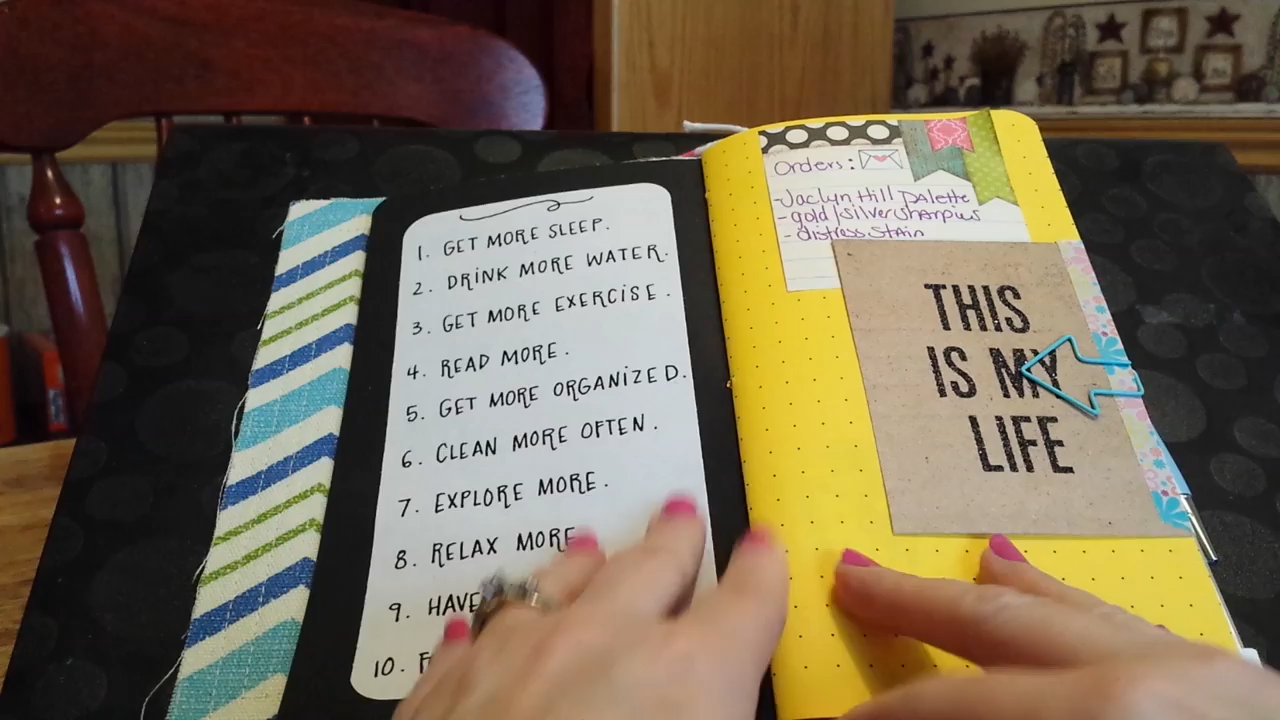 1. GET MORE SLEEP.
2. DRINK MORE WATER.
3. GET MORE EXERCISE.
4. READ MORE.
5. GET MORE ORGANIZED.
6. CLEAN MORE OFTEN.
7. EXPLORE MORE.
8. RELAX MORE
9. HAVE
10.
Orders:
-Jaclyn Hill Palette
-gold/silver sharpies
-distress stain
THIS
IS MY
LIFE